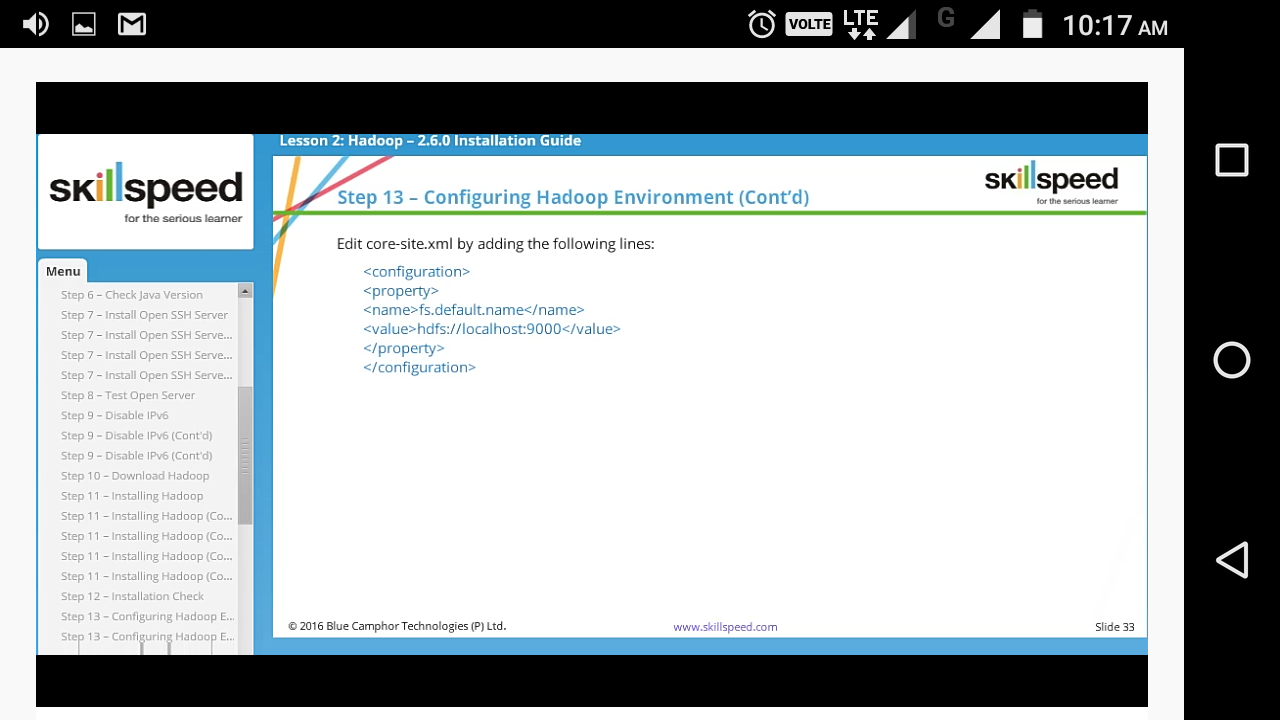 VOLTE LTE G 10:17 AM
Lesson 2: Hadoop – 2.6.0 Installation Guide
skillspeed
for the serious learner
Menu
Step 6 – Check Java Version
Step 7 – Install Open SSH Server
Step 7 – Install Open SSH Serve...
Step 7 – Install Open SSH Serve...
Step 7 – Install Open SSH Serve...
Step 8 – Test Open Server
Step 9 – Disable IPv6
Step 9 – Disable IPv6 (Cont'd)
Step 9 – Disable IPv6 (Cont'd)
Step 10 – Download Hadoop
Step 11 – Installing Hadoop
Step 11 – Installing Hadoop (Co...
Step 11 – Installing Hadoop (Co...
Step 11 – Installing Hadoop (Co...
Step 11 – Installing Hadoop (Co...
Step 12 – Installation Check
Step 13 – Configuring Hadoop E...
Step 13 – Configuring Hadoop E...
Step 13 – Configuring Hadoop Environment (Cont'd)
skillspeed
for the serious learner
Edit core-site.xml by adding the following lines:
<configuration>
<property>
<name>fs.default.name</name>
<value>hdfs://localhost:9000</value>
</property>
</configuration>
© 2016 Blue Camphor Technologies (P) Ltd.
www.skillspeed.com
Slide 33